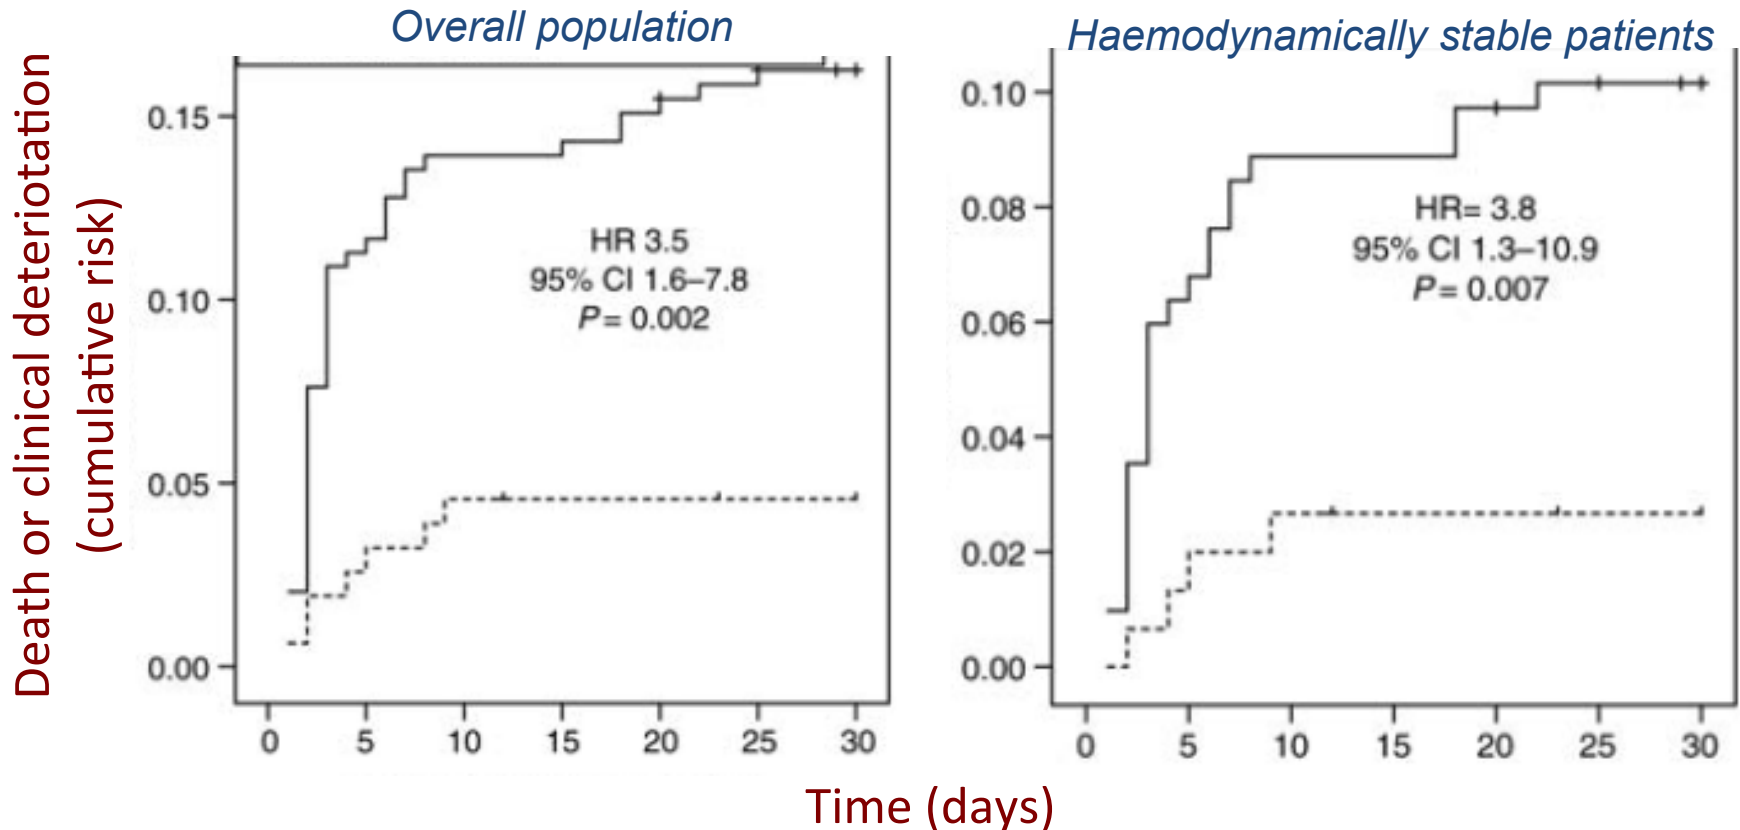 Overall population
Haemodynamically stable patients
Death or clinical deteriotation
(cumulative risk)
0.15
0.10
0.05
0.00
HR 3.5
95% CI 1.6–7.8
P= 0.002
0 5 10 15 20 25 30
0.10
0.08
0.06
0.04
0.02
0.00
HR= 3.8
95% CI 1.3–10.9
P= 0.007
0 5 10 15 20 25 30
Time (days)